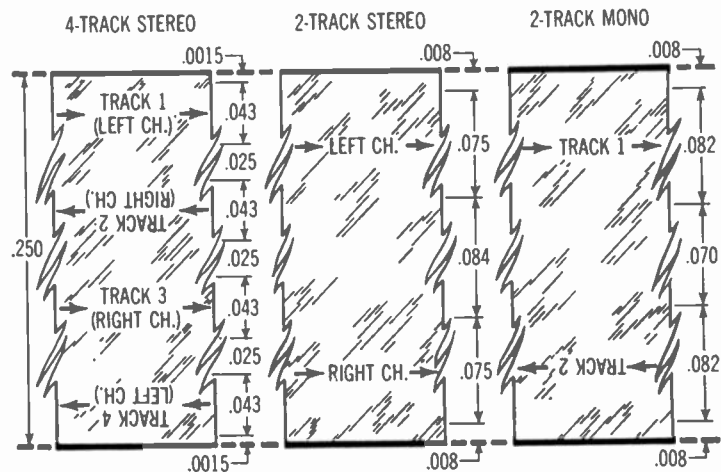 4-TRACK STEREO
.0015
.250
TRACK 1
(LEFT CH.)
.043
.025
TRACK 2
(RIGHT CH.)
.043
.025
TRACK 3
(RIGHT CH.)
.043
.025
TRACK 4
(LEFT CH.)
.043
.0015
2-TRACK STEREO
.008
LEFT CH.
.075
.084
RIGHT CH.
.075
.008
2-TRACK MONO
.008
TRACK 1
.082
.070
TRACK 2
.082
.008